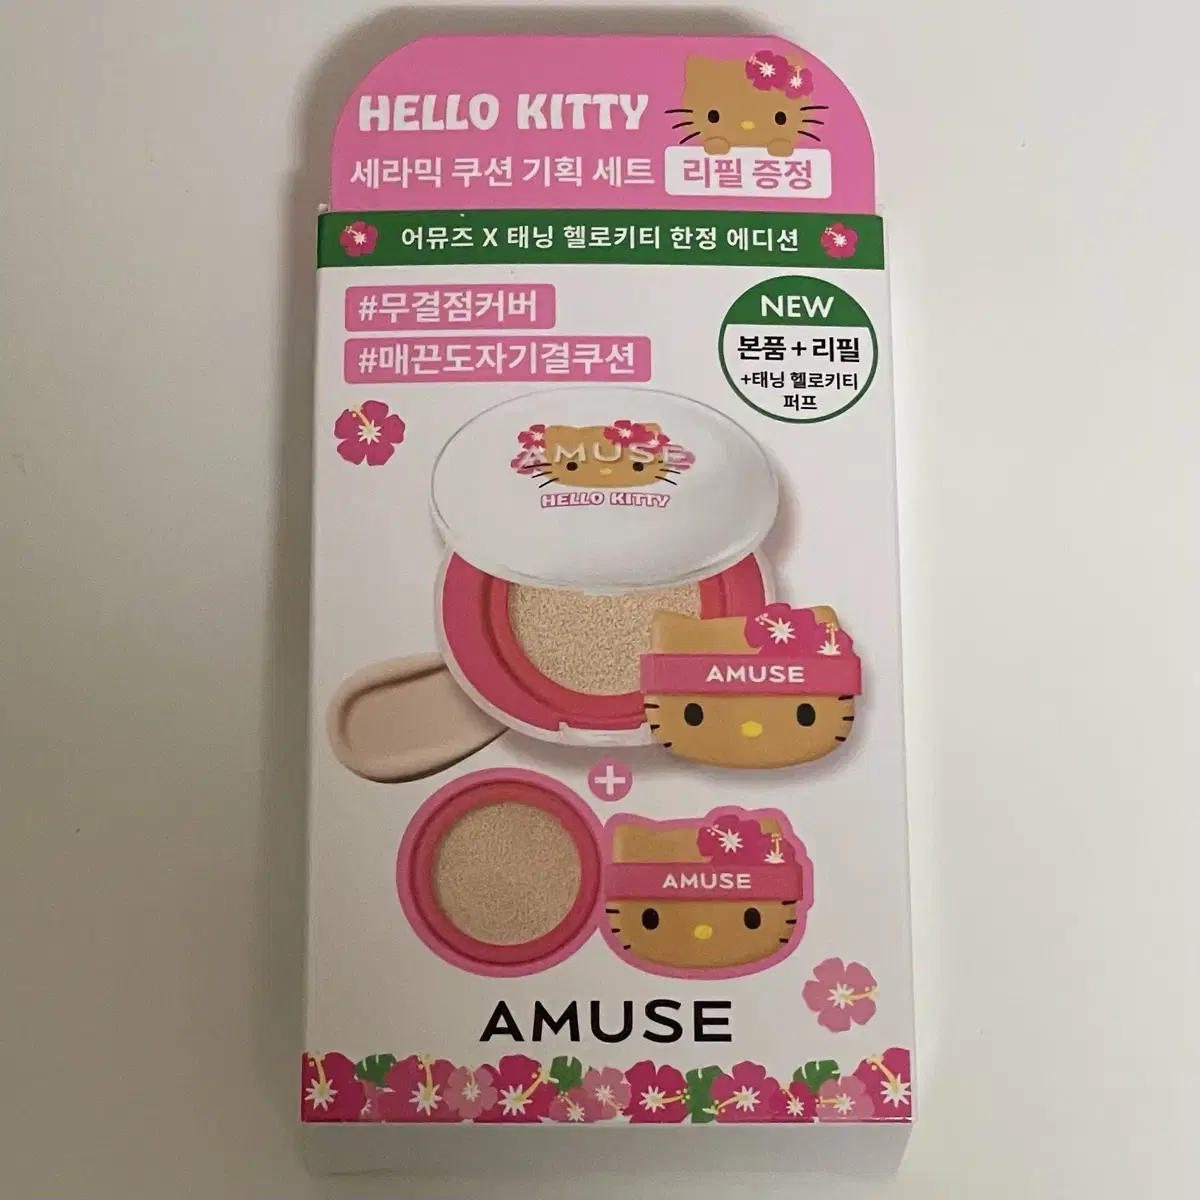 HELLO KITTY
세라믹 쿠션 기획 세트 리필 증정
어뮤즈 X 태닝 헬로키티 한정 에디션
#무결점커버
#매끈도자기결쿠션
NEW
본품 + 리필
+태닝 헬로키티
퍼프
AMUSE
HELLO KITTY
AMUSE
+
AMUSE
AMUSE